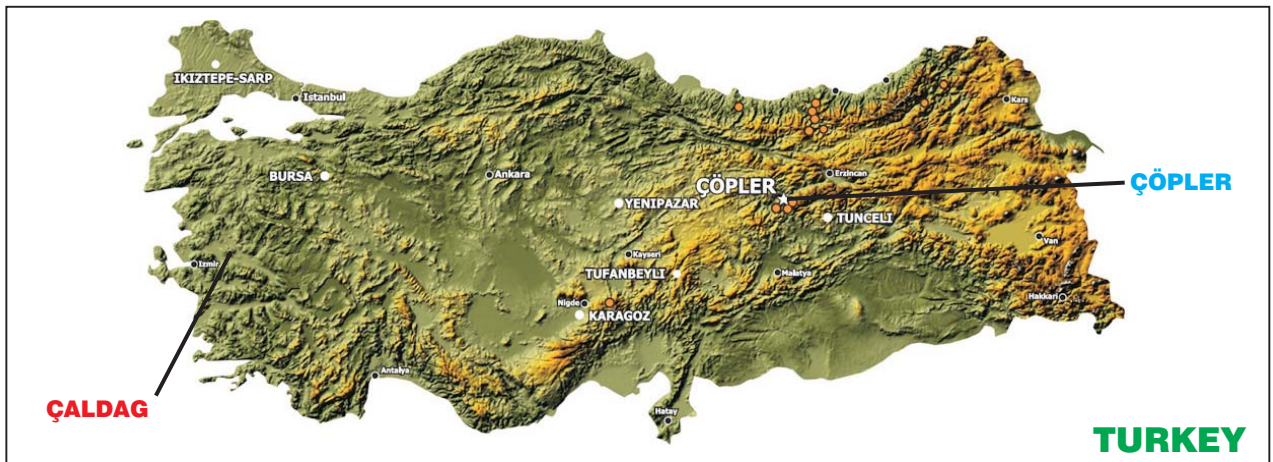 IKIZTEPE-SARP
Istanbul
Kars
BURSA
Ankara
Erzincan
ÇÖPLER
ÇÖPLER
YENIPAZAR
TUNCELI
Van
Kayseri
Izmir
TUFANBEYLI
Malatya
Nigde
Hakkari
KARAGOZ
Antalya
ÇALDAG
Hatay
TURKEY